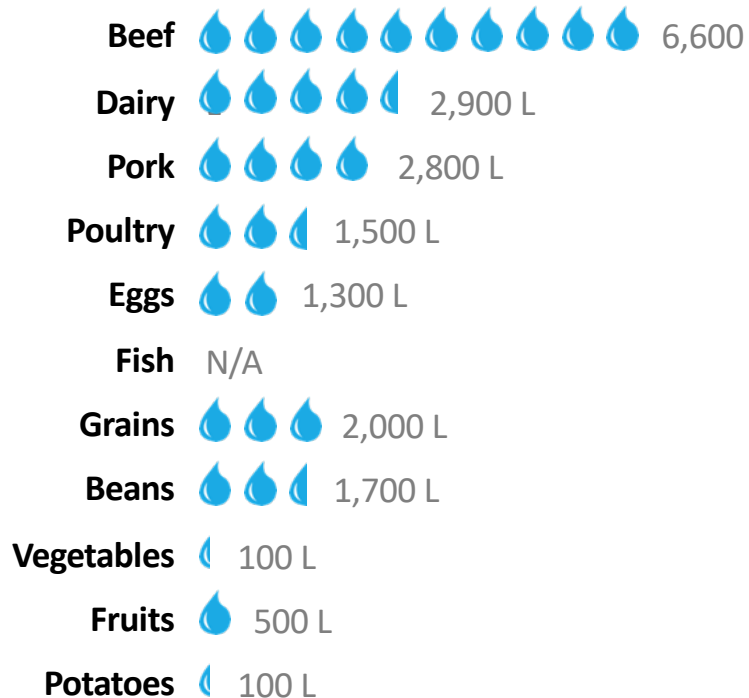 Beef 6,600
Dairy L 2,900 L
Pork 2,800 L
Poultry 1,500 L
Eggs 1,300 L
Fish N/A
Grains 2,000 L
Beans 1,700 L
Vegetables 100 L
Fruits 500 L
Potatoes 100 L